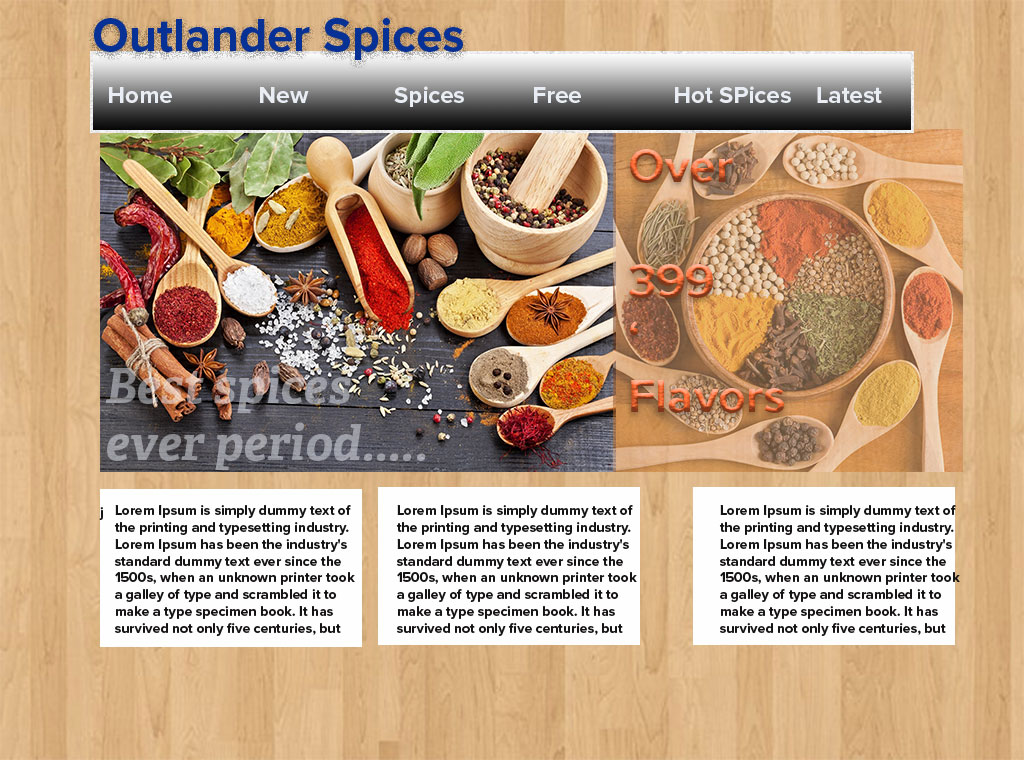 Outlander Spices
Home New Spices Free Hot SPices Latest
Over
399
Flavors
Best spices
ever period.....
j
Lorem Ipsum is simply dummy text of
the printing and typesetting industry.
Lorem Ipsum has been the industry's
standard dummy text ever since the
1500s, when an unknown printer took
a galley of type and scrambled it to
make a type specimen book. It has
survived not only five centuries, but
Lorem Ipsum is simply dummy text of
the printing and typesetting industry.
Lorem Ipsum has been the industry's
standard dummy text ever since the
1500s, when an unknown printer took
a galley of type and scrambled it to
make a type specimen book. It has
survived not only five centuries, but
Lorem Ipsum is simply dummy text of
the printing and typesetting industry.
Lorem Ipsum has been the industry's
standard dummy text ever since the
1500s, when an unknown printer took
a galley of type and scrambled it to
make a type specimen book. It has
survived not only five centuries, but